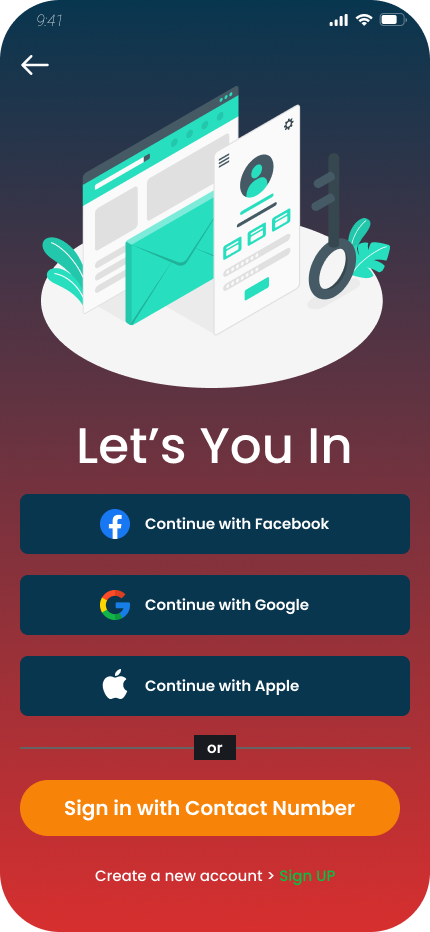 9:41
Let's You In
Continue with Facebook
Continue with Google
Continue with Apple
or
Sign in with Contact Number
Create a new account > Sign UP